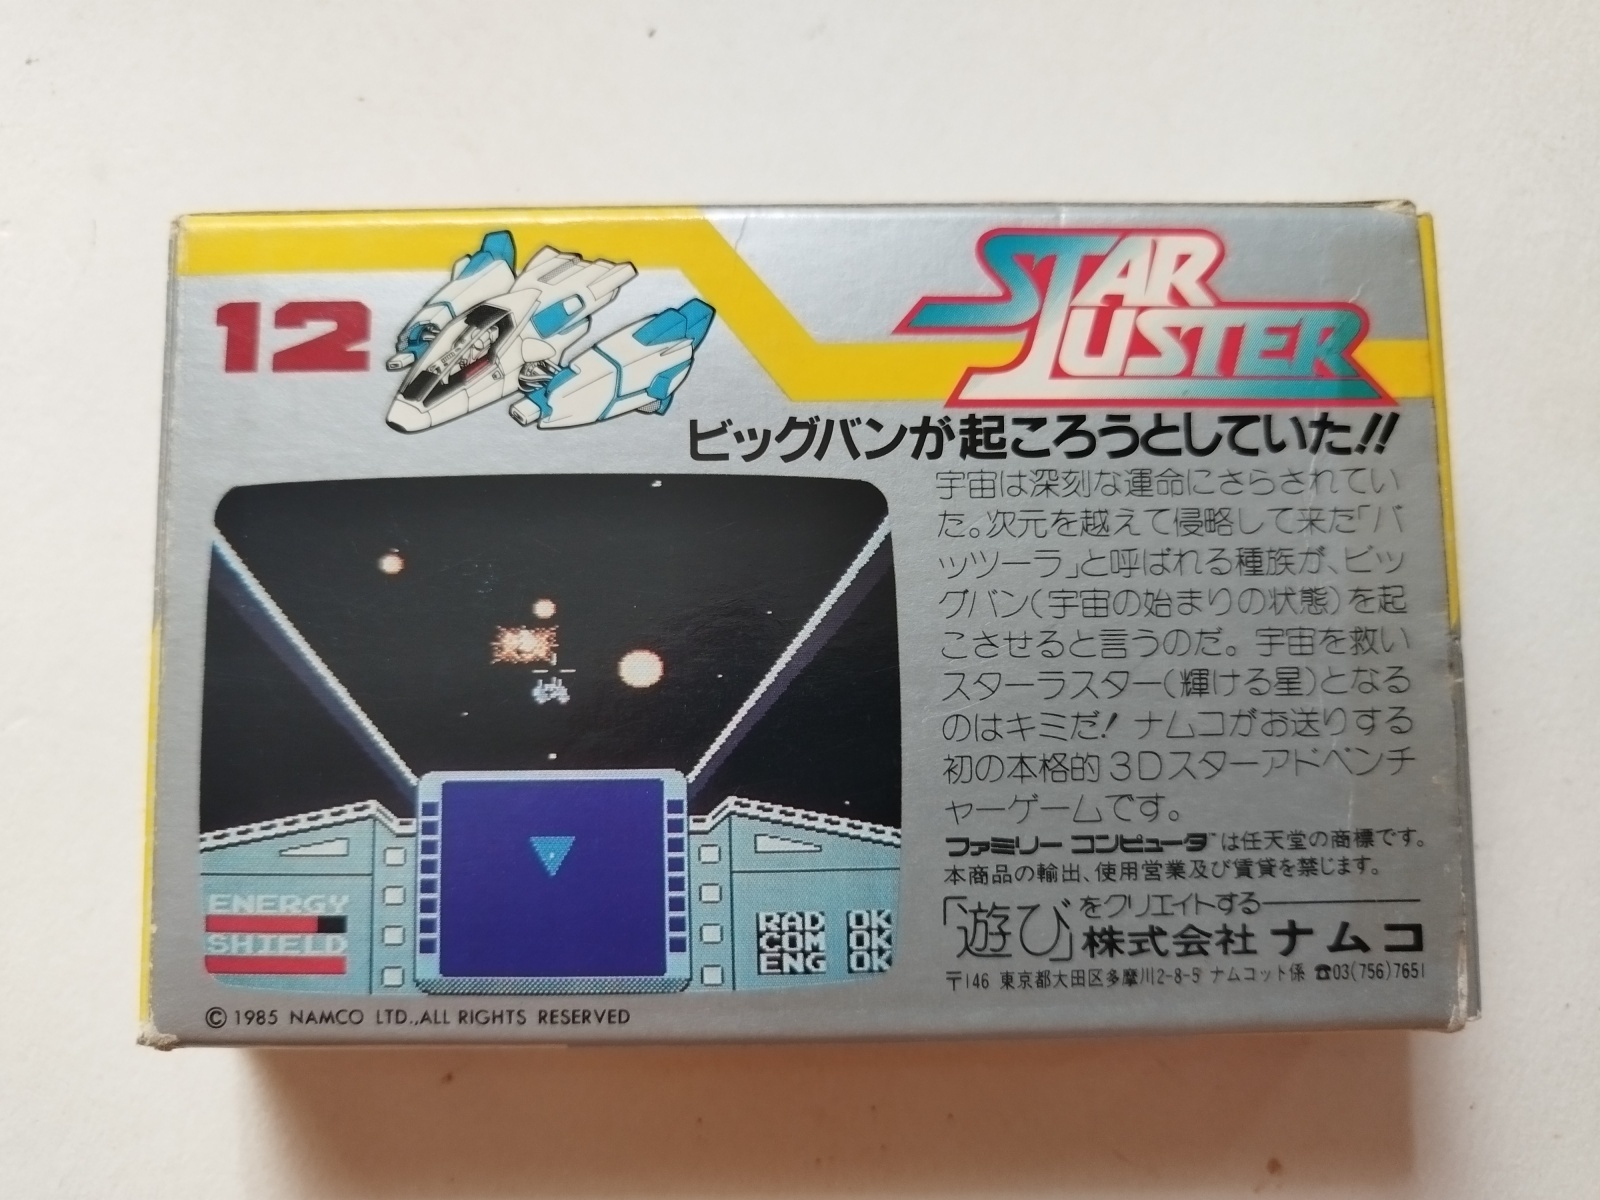 12
STAR LUSTER
ビッグバンが起ころうとしていた!!
宇宙は深刻な運命にさらされてい
た。次元を越えて侵略して来た「バ
ッツーラ」と呼ばれる種族が、ビッ
グバン(宇宙の始まりの状態)を起
こさせると言うのだ。宇宙を救い
スターラスター(輝ける星)となる
のはキミだ! ナムコがお送りする
初の本格的3Dスターアドベンチ
ャーゲームです。
ファミリー コンピュータ™は任天堂の商標です。
本商品の輸出、使用営業及び賃貸を禁じます。
「遊び」をクリエイトする
株式会社ナムコ
〒146 東京都大田区多摩川2-8-5 ナムコット係 ☎03(756)7651
ENERGY
SHIELD
RAD OK
COM OK
ENG OK
© 1985 NAMCO LTD.,ALL RIGHTS RESERVED